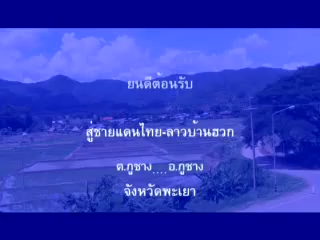 ยินดีต้อนรับ
สู่ชายแดนไทย-ลาวบ้านฮวก
ต.ภูซาง....อ.ภูซาง
จังหวัดพะเยา